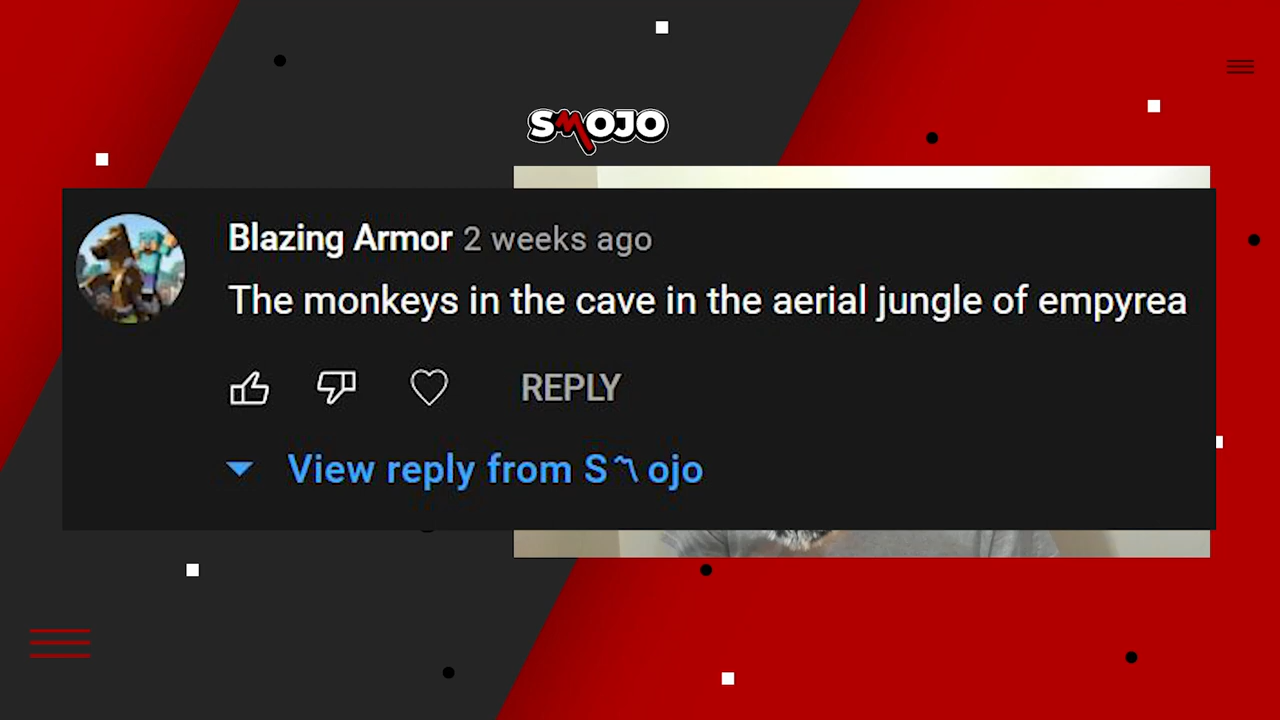 SMOJO
Blazing Armor 2 weeks ago
The monkeys in the cave in the aerial jungle of empyrea
REPLY
View reply from S〽ojo